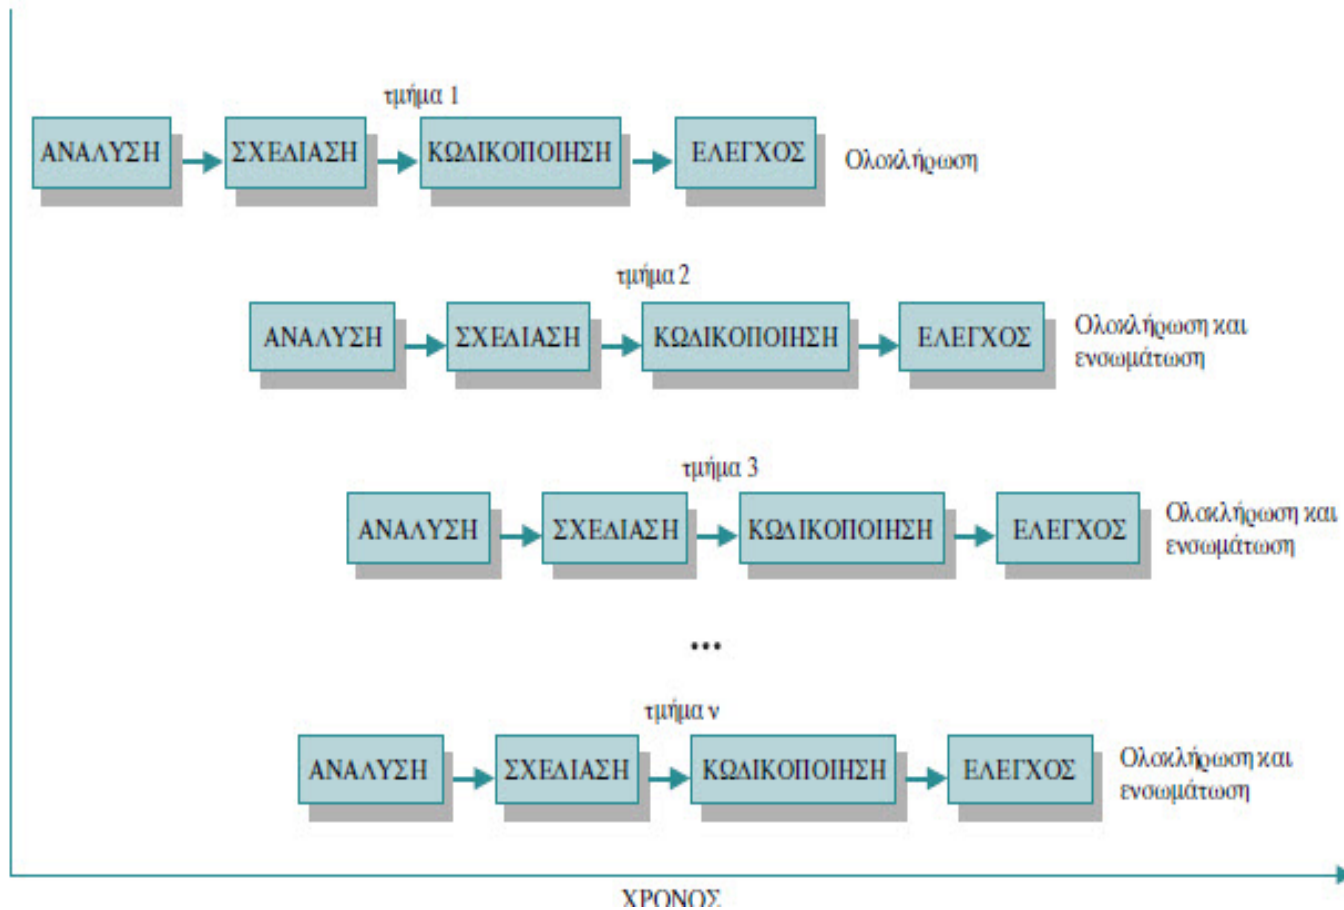 τμήμα 1
ΑΝΑΛΥΣΗ ΣΧΕΔΙΑΣΗ ΚΩΔΙΚΟΠΟΙΗΣΗ ΕΛΕΓΧΟΣ Ολοκλήρωση
τμήμα 2
ΑΝΑΛΥΣΗ ΣΧΕΔΙΑΣΗ ΚΩΔΙΚΟΠΟΙΗΣΗ ΕΛΕΓΧΟΣ Ολοκλήρωση και
ενσωμάτωση
τμήμα 3
ΑΝΑΛΥΣΗ ΣΧΕΔΙΑΣΗ ΚΩΔΙΚΟΠΟΙΗΣΗ ΕΛΕΓΧΟΣ Ολοκλήρωση και
ενσωμάτωση
...
τμήμα ν
ΑΝΑΛΥΣΗ ΣΧΕΔΙΑΣΗ ΚΩΔΙΚΟΠΟΙΗΣΗ ΕΛΕΓΧΟΣ Ολοκλήρωση και
ενσωμάτωση
ΧΡΟΝΟΣ